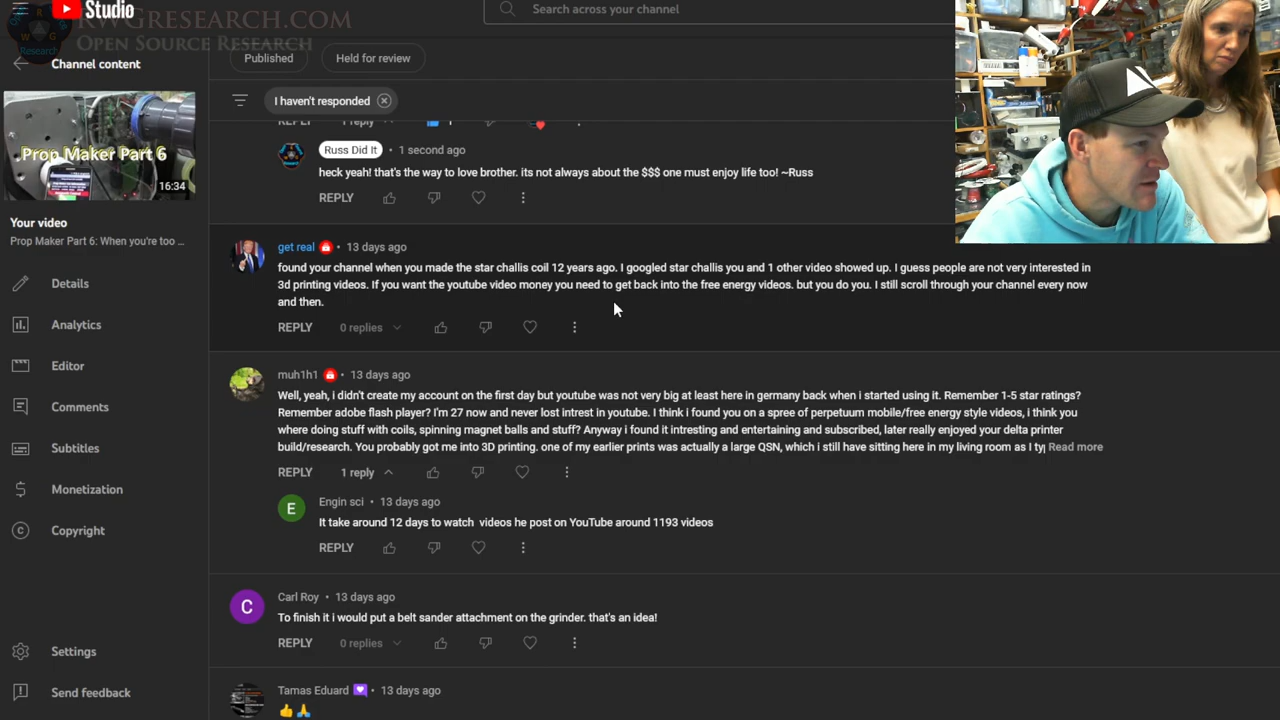 Studio
RWGRESEARCH.COM
OPEN SOURCE RESEARCH
R
W G
Research
Search across your channel
Channel content
Published
Held for review
I haven't responded
Prop Maker Part 6
16:34
Your video
Prop Maker Part 6: When you're too ...
Details
Analytics
Editor
Comments
Subtitles
Monetization
Copyright
Settings
Send feedback
REPLY 1 reply 1
Russ Did It • 1 second ago
heck yeah! that's the way to love brother. its not always about the $$$ one must enjoy life too! ~Russ
REPLY
get real • 13 days ago
found your channel when you made the star challis coil 12 years ago. I googled star challis you and 1 other video showed up. I guess people are not very interested in
3d printing videos. If you want the youtube video money you need to get back into the free energy videos. but you do you. I still scroll through your channel every now
and then.
REPLY 0 replies
muh1h1 • 13 days ago
Well, yeah, i didn't create my account on the first day but youtube was not very big at least here in germany back when i started using it. Remember 1-5 star ratings?
Remember adobe flash player? I'm 27 now and never lost intrest in youtube. I think i found you on a spree of perpetuum mobile/free energy style videos, i think you
where doing stuff with coils, spinning magnet balls and stuff? Anyway i found it intresting and entertaining and subscribed, later really enjoyed your delta printer
build/research. You probably got me into 3D printing. one of my earlier prints was actually a large QSN, which i still have sitting here in my living room as I ty Read more
REPLY 1 reply
E
Engin sci • 13 days ago
It take around 12 days to watch videos he post on YouTube around 1193 videos
REPLY
C
Carl Roy • 13 days ago
To finish it i would put a belt sander attachment on the grinder. that's an idea!
REPLY 0 replies
Tamas Eduard • 13 days ago
👍🙏